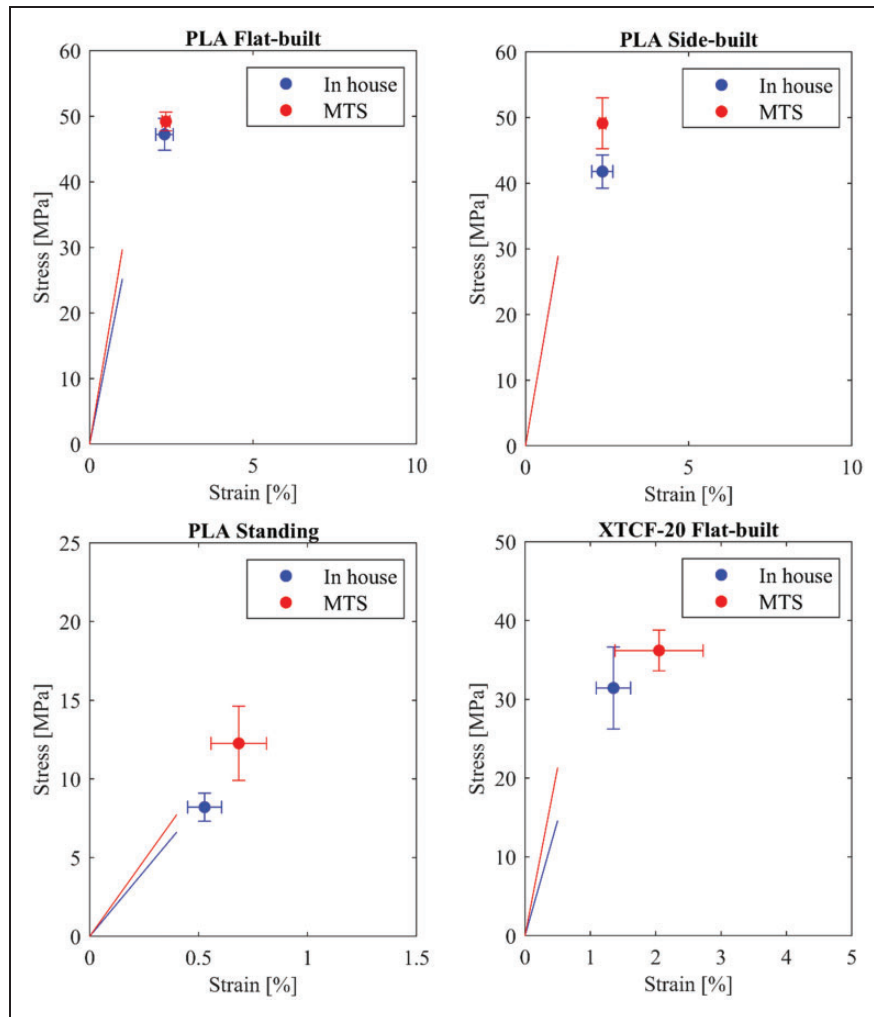 PLA Flat-built
60
50
40
30
20
10
0
0 5 10
Stress [MPa]
Strain [%]
In house
MTS
PLA Side-built
60
50
40
30
20
10
0
0 5 10
Stress [MPa]
Strain [%]
In house
MTS
PLA Standing
25
20
15
10
5
0
0 0.5 1 1.5
Stress [MPa]
Strain [%]
In house
MTS
XTCF-20 Flat-built
50
40
30
20
10
0
0 1 2 3 4 5
Stress [MPa]
Strain [%]
In house
MTS